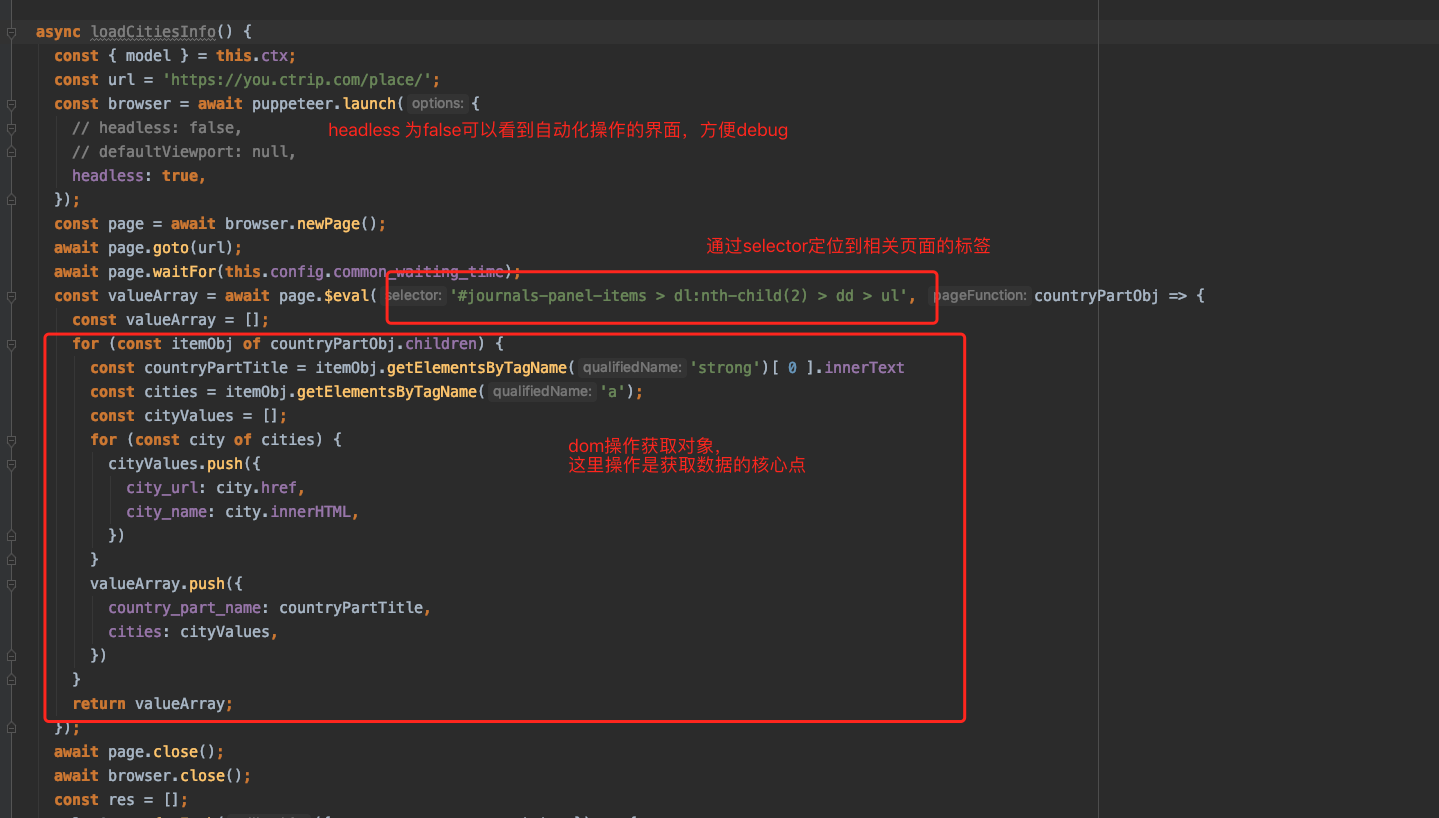 async loadCitiesInfo() {
const { model } = this.ctx;
const url = 'https://you.ctrip.com/place/';
const browser = await puppeteer.launch( options: {
// headless: false,
headless 为false可以看到自动化操作的界面，方便debug
// defaultViewport: null,
headless: true,
});
const page = await browser.newPage();
await page.goto(url);
通过selector定位到相关页面的标签
await page.waitFor(this.config.common_waiting_time);
const valueArray = await page.$eval( selector: '#journals-panel-items > dl:nth-child(2) > dd > ul', pageFunction: countryPartObj => {
const valueArray = [];
for (const itemObj of countryPartObj.children) {
const countryPartTitle = itemObj.getElementsByTagName( qualifiedName: 'strong')[ 0 ].innerText
const cities = itemObj.getElementsByTagName( qualifiedName: 'a');
const cityValues = [];
for (const city of cities) {
dom操作获取对象，
这里操作是获取数据的核心点
cityValues.push({
city_url: city.href,
city_name: city.innerHTML,
})
}
valueArray.push({
country_part_name: countryPartTitle,
cities: cityValues,
})
}
return valueArray;
});
await page.close();
await browser.close();
const res = [];